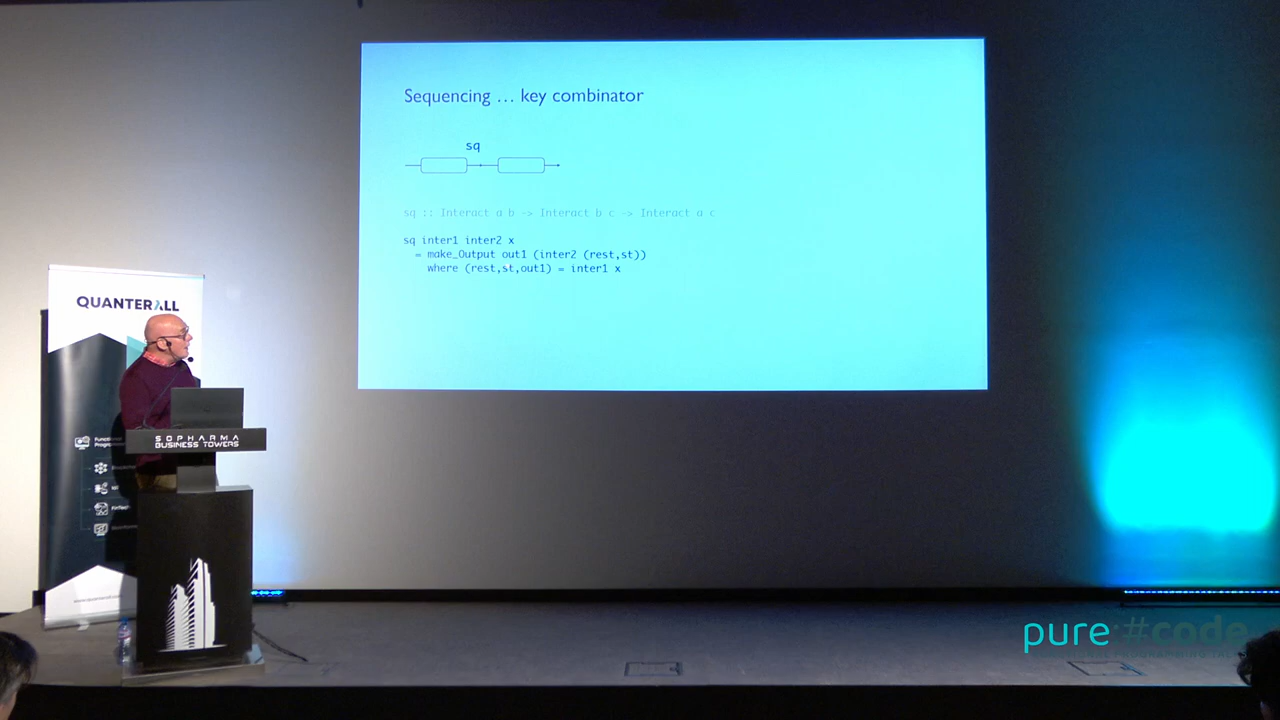 Sequencing … key combinator
sq
sq :: Interact a b -> Interact b c -> Interact a c
sq inter1 inter2 x
= make_Output out1 (inter2 (rest,st))
where (rest,st,out1) = inter1 x
QUANTERALL
SOPHARMA
BUSINESS TOWERS
pure:#code